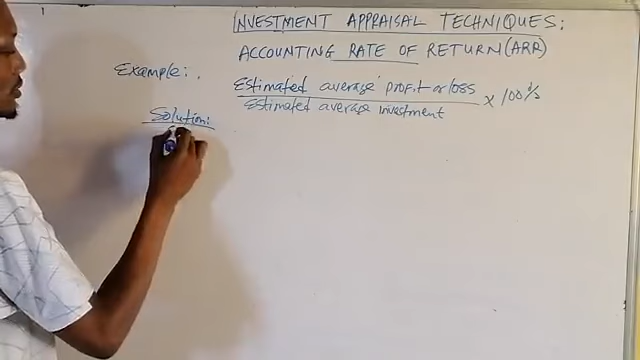 INVESTMENT APPRAISAL TECHNIQUES:
ACCOUNTING RATE OF RETURN (ARR)
Example:
Estimated average profit or loss
Estimated average investment
× 100%
Solution: